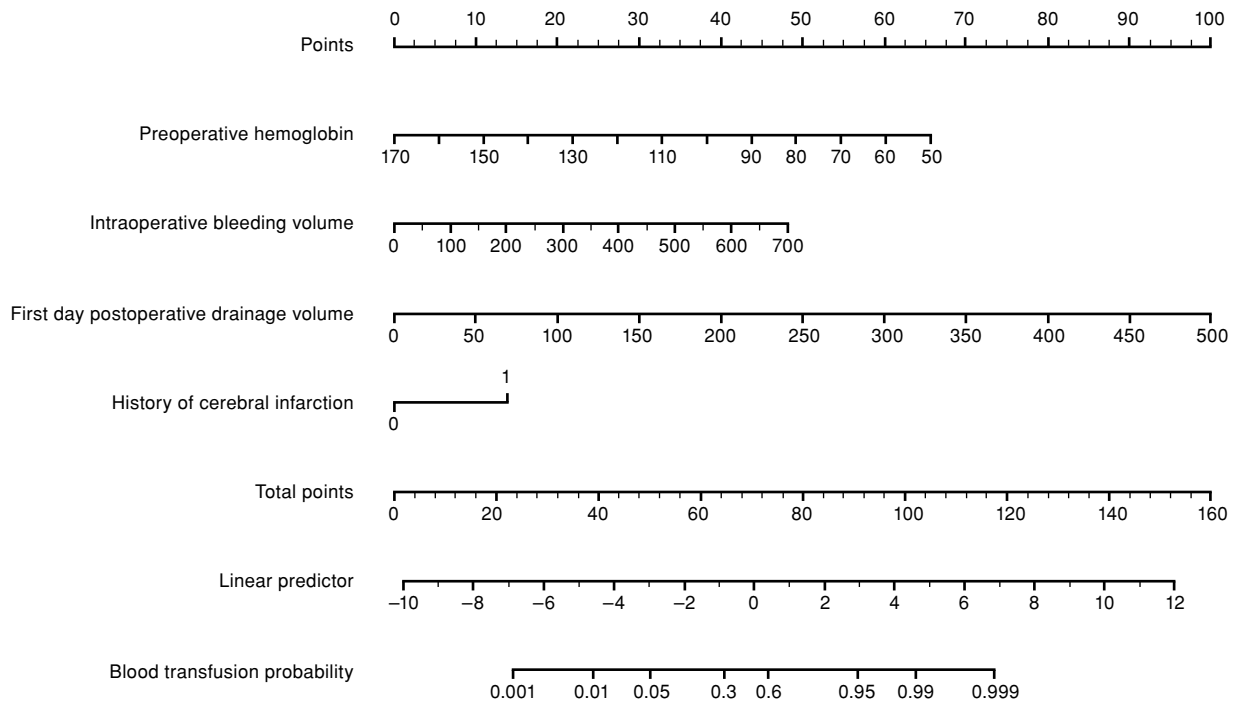 0 10 20 30 40 50 60 70 80 90 100
Points
Preoperative hemoglobin
170 150 130 110 90 80 70 60 50
Intraoperative bleeding volume
0 100 200 300 400 500 600 700
First day postoperative drainage volume
0 50 100 150 200 250 300 350 400 450 500
1
History of cerebral infarction
0
Total points
0 20 40 60 80 100 120 140 160
Linear predictor
−10 −8 −6 −4 −2 0 2 4 6 8 10 12
Blood transfusion probability
0.001 0.01 0.05 0.3 0.6 0.95 0.99 0.999